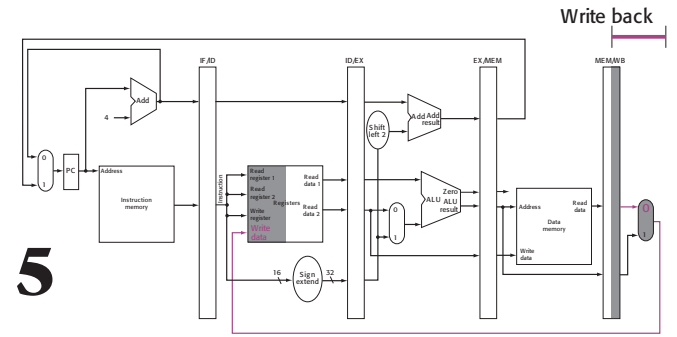 Write back
IF/ID
ID/EX
EX/MEM
MEM/WB
Add
4
Add Add
result
Shift
left 2
0
1
PC
Address
Instruction
memory
Instruction
Read
register 1
Read
register 2
Registers
Write
register
Write
data
Read
data 1
Read
data 2
0
1
Zero
ALU
ALU
result
Address
Read
data
Data
memory
Write
data
0
1
16
Sign
extend
32
5